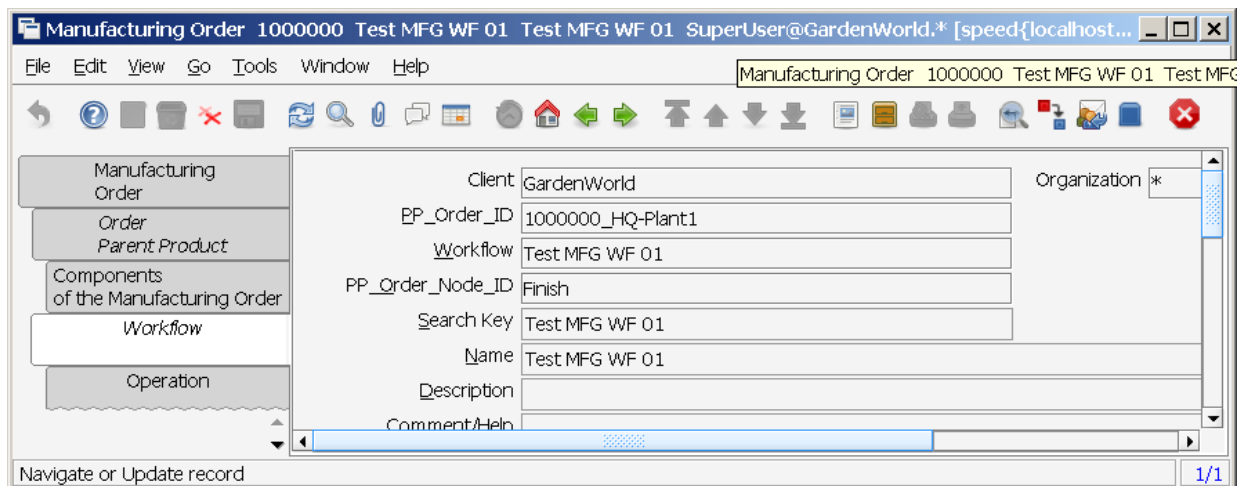 Manufacturing Order 1000000 Test MFG WF 01 Test MFG WF 01 SuperUser@GardenWorld.* [speed{localhost...
File Edit View Go Tools Window Help
Manufacturing Order 1000000 Test MFG WF 01 Test MFG
Manufacturing
Order
Order
Parent Product
Components
of the Manufacturing Order
Workflow
Operation
Client GardenWorld Organization *
PP_Order_ID 1000000_HQ-Plant1
Workflow Test MFG WF 01
PP_Order_Node_ID Finish
Search Key Test MFG WF 01
Name Test MFG WF 01
Description
Comment/Help
Navigate or Update record 1/1